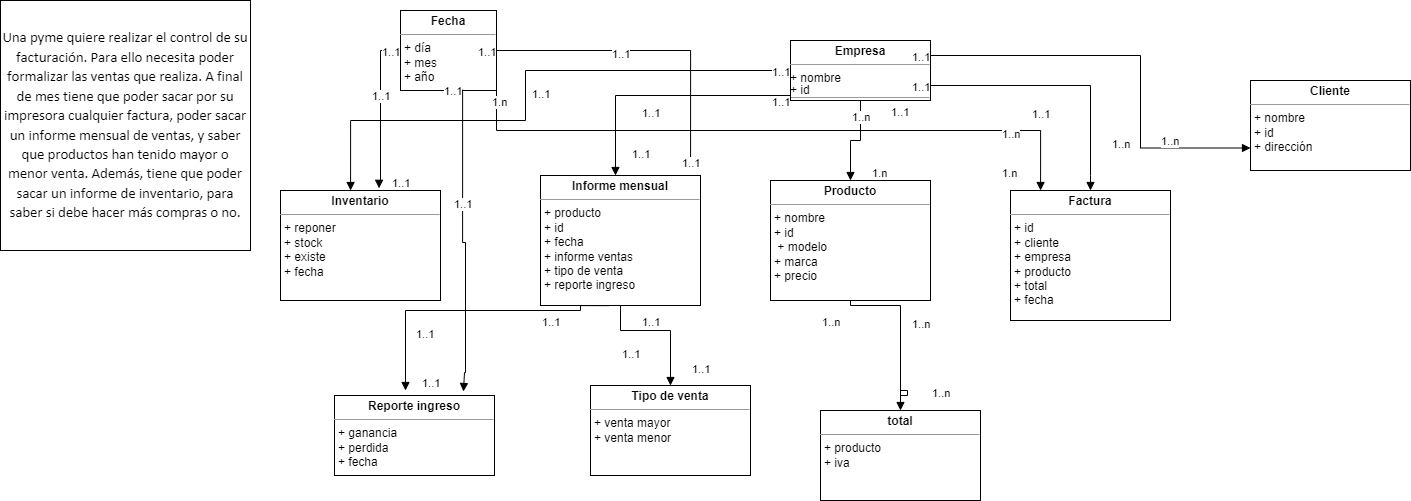 Una pyme quiere realizar el control de su
facturación. Para ello necesita poder
formalizar las ventas que realiza. A final
de mes tiene que poder sacar por su
impresora cualquier factura, poder sacar
un informe mensual de ventas, y saber
que productos han tenido mayor o
menor venta. Además, tiene que poder
sacar un informe de inventario, para
saber si debe hacer más compras o no.
Fecha
+ día
+ mes
+ año
1..1
1..1
1..1
1..n
1..1
1..1
1..1
1..1
Empresa
+ nombre
+ id
1..1
1..1
1..1
1..1
1..n
1..1
1..1
1..1
1..1
1..1
1..n
1..n
1..n
1..n
1..n
1..1
1..1
Cliente
+ nombre
+ id
+ dirección
Inventario
+ reponer
+ stock
+ existe
+ fecha
Informe mensual
+ producto
+ id
+ fecha
+ informe ventas
+ tipo de venta
+ reporte ingreso
Producto
+ nombre
+ id
+ modelo
+ marca
+ precio
Factura
+ id
+ cliente
+ empresa
+ producto
+ total
+ fecha
1..1
1..1
1..1
1..1
1..1
1..1
1..n
1..n
1..n
Reporte ingreso
+ ganancia
+ perdida
+ fecha
Tipo de venta
+ venta mayor
+ venta menor
total
+ producto
+ iva